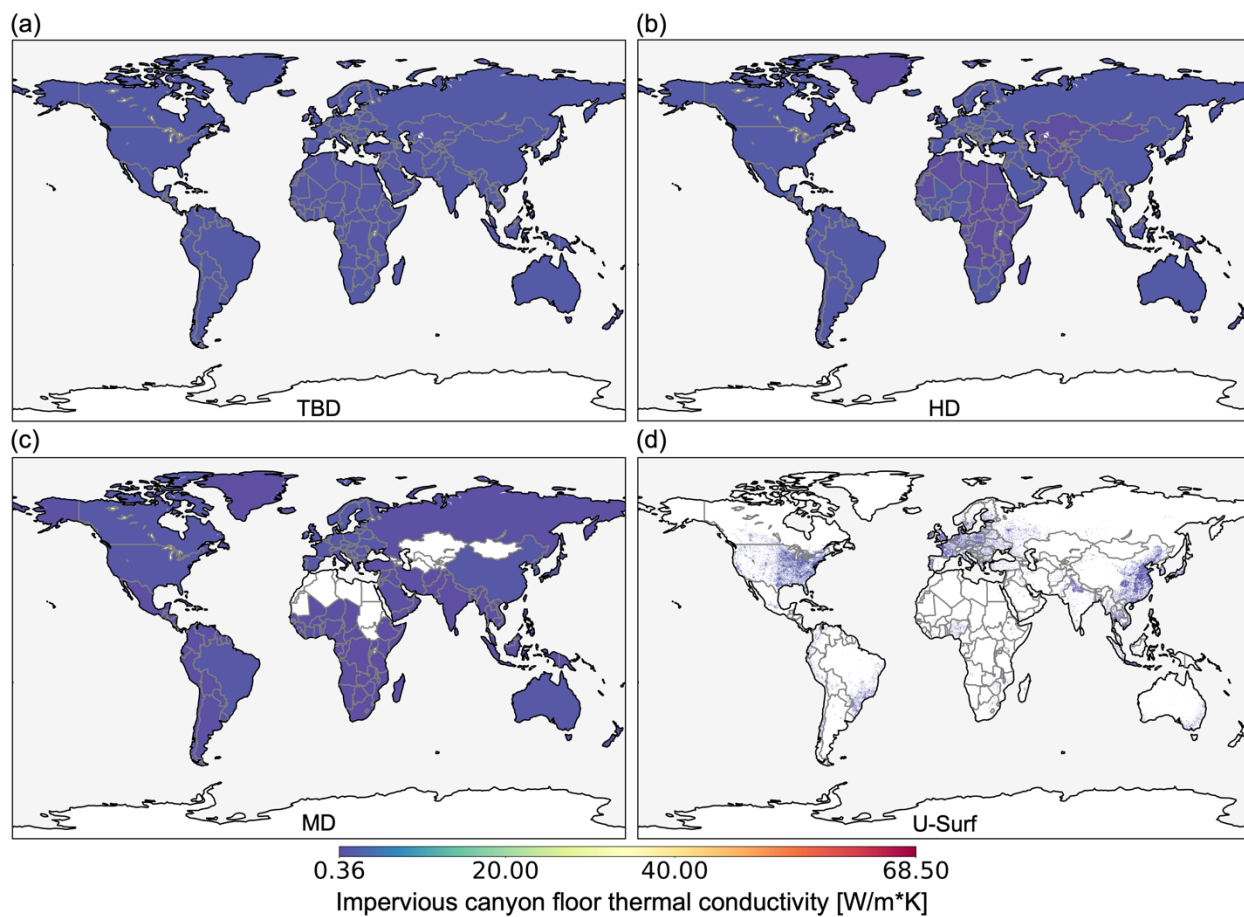 (a)
(b)
TBD
HD
(c)
(d)
MD
U-Surf
0.36
20.00
40.00
68.50
Impervious canyon floor thermal conductivity [W/m*K]